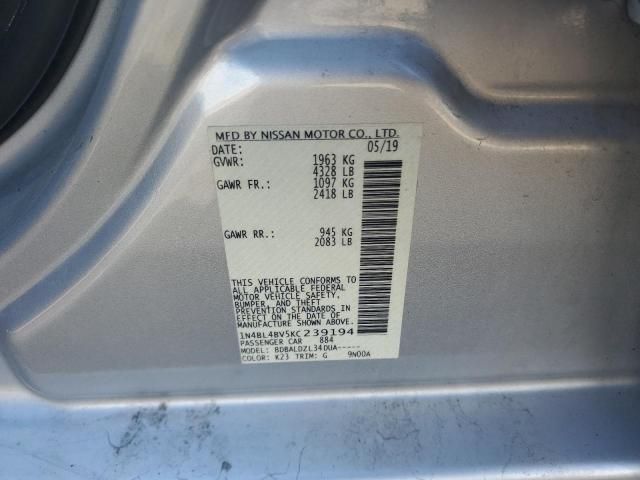 MFD BY NISSAN MOTOR CO., LTD.
DATE: 05/19
GVWR: 1963 KG
4328 LB
GAWR FR.: 1097 KG
2418 LB
GAWR RR.: 945 KG
2083 LB
THIS VEHICLE CONFORMS TO
ALL APPLICABLE FEDERAL
MOTOR VEHICLE SAFETY,
BUMPER, AND THEFT
PREVENTION STANDARDS
IN EFFECT ON THE DATE OF
MANUFACTURE SHOWN ABOVE.
1N4BL4BV5KC239194
PASSENGER CAR 884
MODEL: BDBALDZL34DUA-----
COLOR: K23 TRIM: G 9N00A